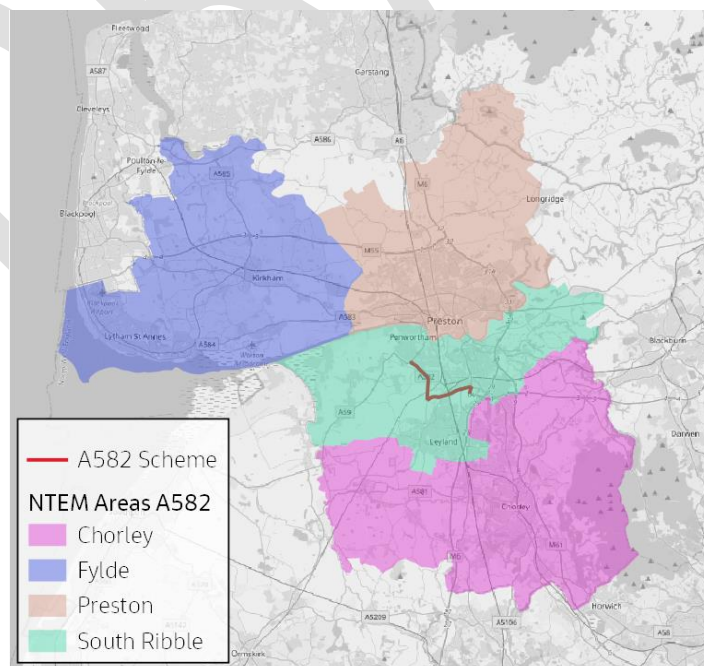 Fleetwood
A587
Garstang
Cleveleys
A586
A6
Poulton-le-
Fylde
A585
M6
Longridge
Blackpool
M55
Kirkham
Preston
A583
Lytham St Annes
A584
Penwortham
Blackburn
A582
A59
Leyland
Darwen
A581
Chorley
M61
M6
Horwich
A5209
A5106
A58
Ormskirk
A582 Scheme
NTEM Areas A582
Chorley
Fylde
Preston
South Ribble